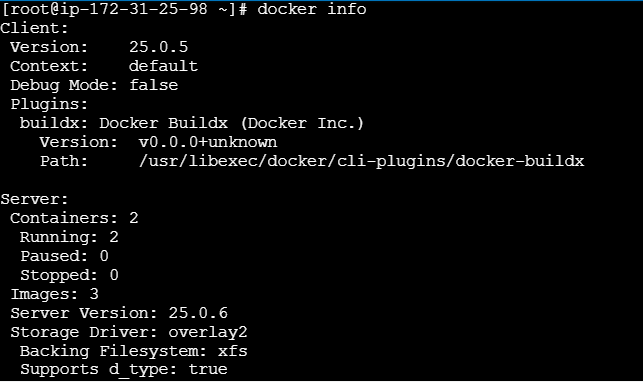 [root@ip-172-31-25-98 ~]# docker info
Client:
 Version:    25.0.5
 Context:    default
 Debug Mode: false
 Plugins:
  buildx: Docker Buildx (Docker Inc.)
    Version:  v0.0.0+unknown
    Path:     /usr/libexec/docker/cli-plugins/docker-buildx

Server:
 Containers: 2
  Running: 2
  Paused: 0
  Stopped: 0
 Images: 3
 Server Version: 25.0.6
 Storage Driver: overlay2
  Backing Filesystem: xfs
  Supports d_type: true